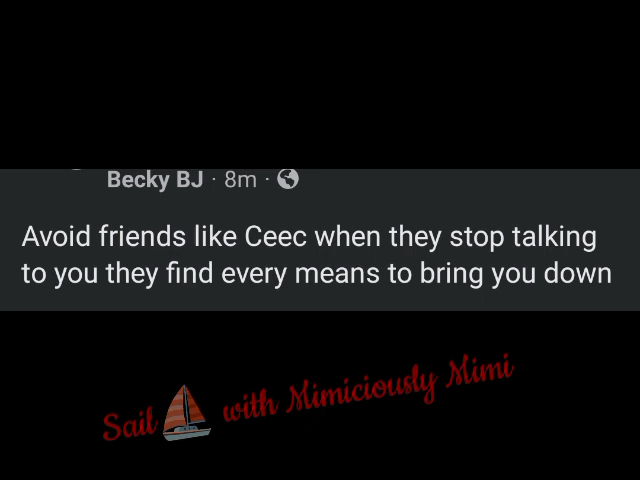 Becky BJ · 8m ·
Avoid friends like Ceec when they stop talking
to you they find every means to bring you down
Sail with Mimiciously Mimi